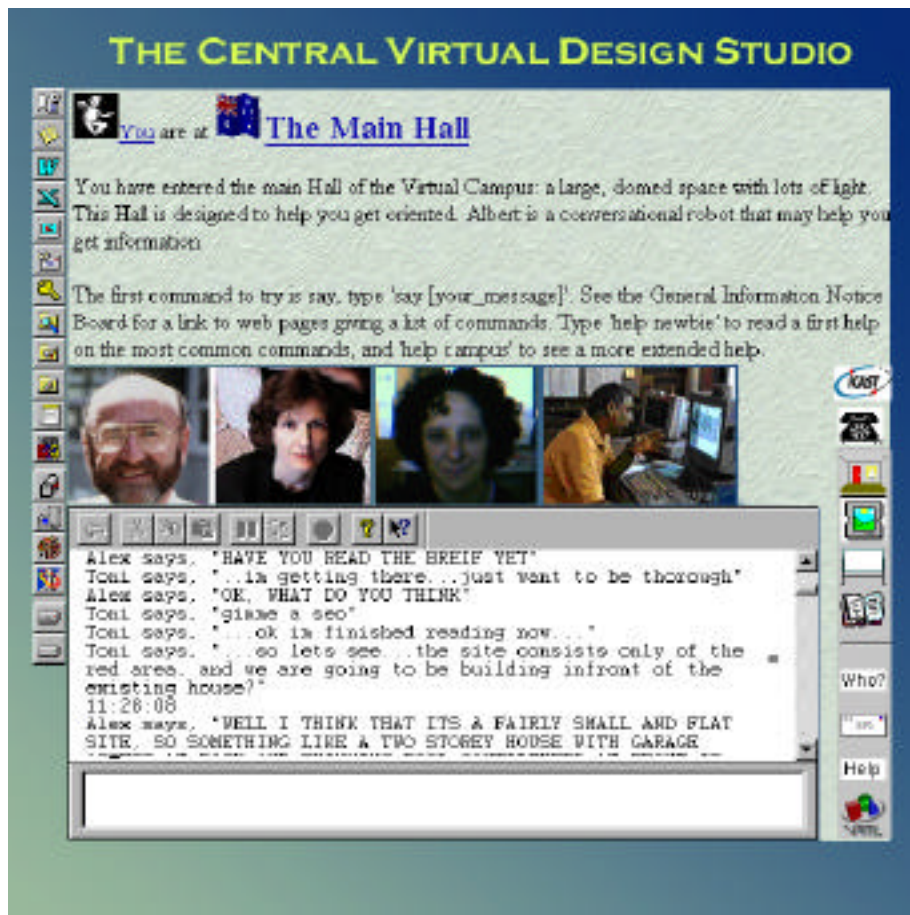 THE CENTRAL VIRTUAL DESIGN STUDIO
You are at The Main Hall
You have entered the main Hall of the Virtual Campus: a large, domed space with lots of light.
This Hall is designed to help you get oriented. Albert is a conversational robot that may help you
get information
The first command to try is say, type 'say [your_message]'. See the General Information Notice
Board for a link to web pages giving a list of commands. Type 'help newbie' to read a first help
on the most common commands, and 'help campus' to see a more extended help.
Alex says, "HAVE YOU READ THE BREIF YET"
Toni says, "..im getting there...just want to be thorough"
Alex says, "OK, WHAT DO YOU THINK"
Toni says, "gimme a sec"
Toni says, "...ok im finished reading now..."
Toni says, "...so lets see...the site consists only of the
red area. and we are going to be building infront of the
existing house?"
11:26:08
Alex says, "WELL I THINK THAT ITS A FAIRLY SMALL AND FLAT
SITE, SO SOMETHING LIKE A TWO STOREY HOUSE WITH GARAGE
Who?
Help
VRML